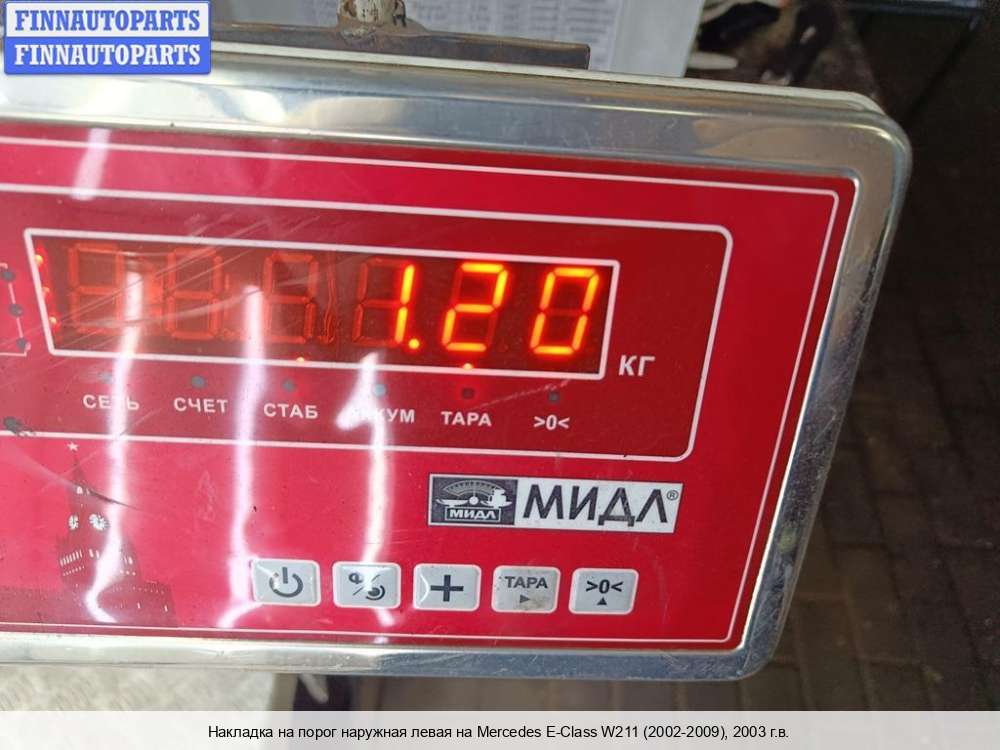 FINNAUTOPARTS
FINNAUTOPARTS
1.20
КГ
СЕТЬ СЧЕТ СТАБ АККУМ ТАРА >0<
МИДЛ МИДЛ®
+ ТАРА >0<
Накладка на порог наружная левая на Mercedes E-Class W211 (2002-2009), 2003 г.в.